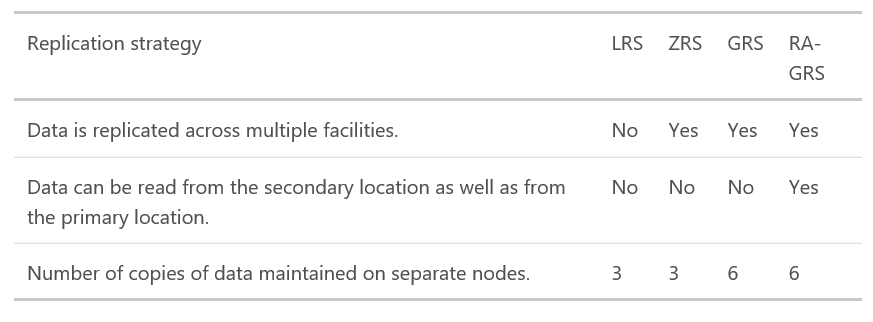 Replication strategy LRS ZRS GRS RA-
GRS
Data is replicated across multiple facilities. No Yes Yes Yes
Data can be read from the secondary location as well as from No No No Yes
the primary location.
Number of copies of data maintained on separate nodes. 3 3 6 6